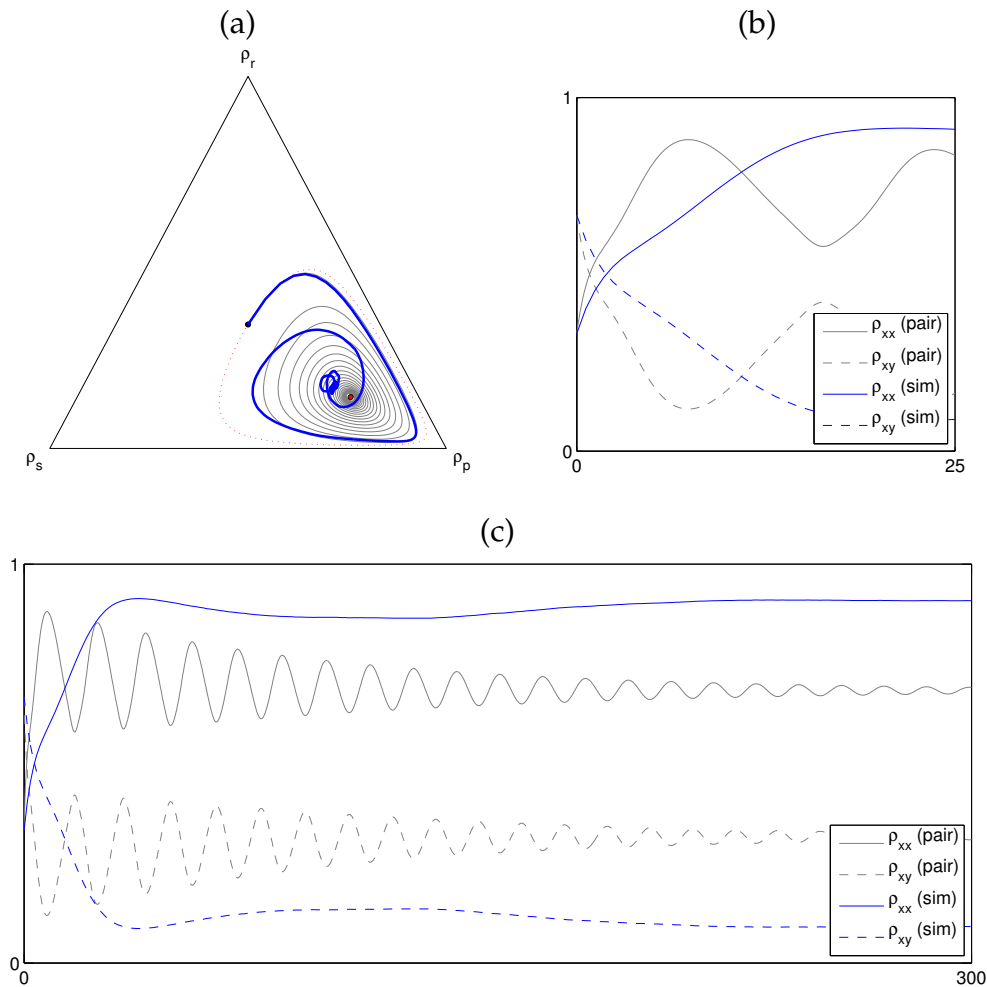 (a)
ρr
ρs
ρp
(b)
1
0
0
25
ρxx (pair)
ρxy (pair)
ρxx (sim)
ρxy (sim)
(c)
1
0
0
300
ρxx (pair)
ρxy (pair)
ρxx (sim)
ρxy (sim)